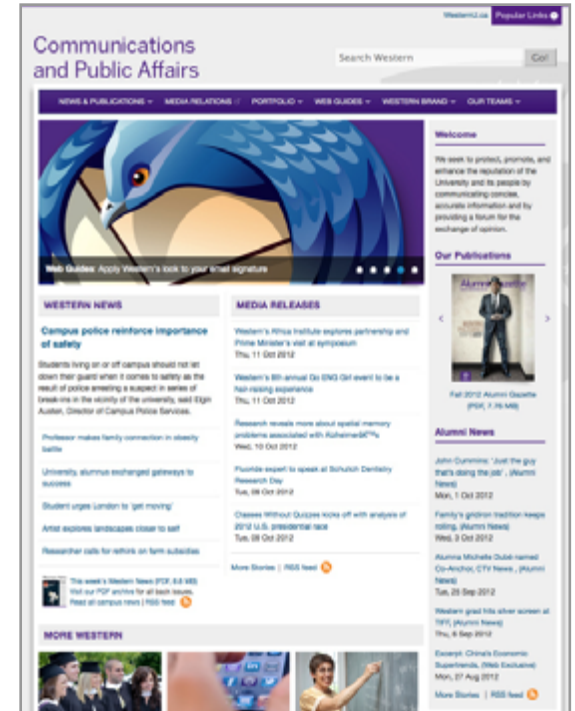 WesternU.ca Popular Links
Communications
and Public Affairs
Search Western
Go!
NEWS & PUBLICATIONS MEDIA RELATIONS PORTFOLIO WEB GUIDES WESTERN BRAND OUR TEAMS
Web Guides: Apply Western's look to your email signature
WESTERN NEWS
Campus police reinforce importance
of safety
Students living on or off campus should not let
down their guard when it comes to safety as the
result of police arresting a suspect in series of
break-ins in the vicinity of the university, said Elgin
Austen, Director of Campus Police Services.
Professor makes family connection in obesity
battle
University, alumnus exchanged gateways to
success
Student urges London to 'get moving'
Artist explores landscapes closer to self
Researcher calls for rethink on farm subsidies
This week's Western News (PDF, 8.6 MB)
Visit our PDF archive for all back issues.
Read all campus news | RSS feed
MEDIA RELEASES
Western's Africa Institute explores partnership and
Prime Minister's visit at symposium
Thu, 11 Oct 2012
Western's 8th annual Go ENG Girl event to be a
hair-raising experience
Thu, 11 Oct 2012
Research reveals more about spatial memory
problems associated with Alzheimerâ€™s
Wed, 10 Oct 2012
Fluoride expert to speak at Schulich Dentistry
Research Day
Tue, 09 Oct 2012
Classes Without Quizzes kicks off with analysis of
2012 U.S. presidential race
Tue, 09 Oct 2012
More Stories | RSS feed
MORE WESTERN
Welcome
We seek to protect, promote, and
enhance the reputation of the
University and its people by
communicating concise,
accurate information and by
providing a forum for the
exchange of opinion.
Our Publications
Alumni Gazette
Fall 2012 Alumni Gazette
(PDF, 7.76 MB)
Alumni News
John Cummins: 'Just the guy
that's doing the job' , (Alumni
News)
Mon, 1 Oct 2012
Family's gridiron tradition keeps
rolling, (Alumni News)
Wed, 3 Oct 2012
Alumna Michelle Dubé named
Co-Anchor, CTV News , (Alumni
News)
Tue, 25 Sep 2012
Western grad hits silver screen at
TIFF, (Alumni News)
Thu, 6 Sep 2012
Excerpt: China's Economic
Supertrends, (Web Exclusive)
Mon, 27 Aug 2012
More Stories | RSS feed